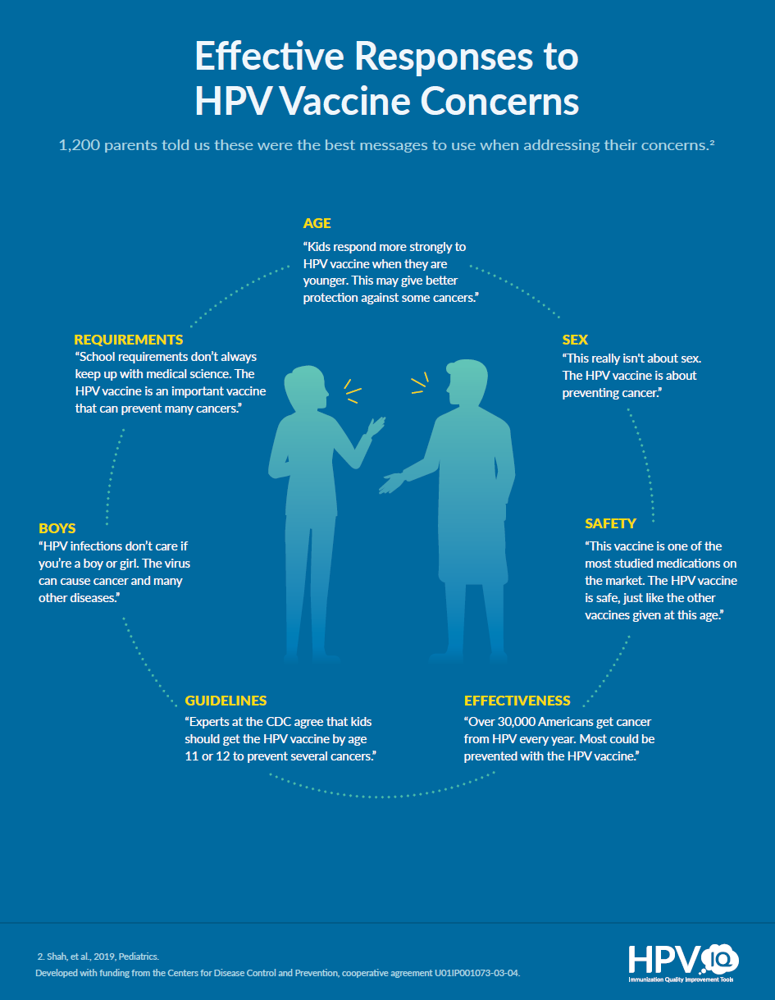 Effective Responses to
HPV Vaccine Concerns
1,200 parents told us these were the best messages to use when addressing their concerns.²
AGE
“Kids respond more strongly to
HPV vaccine when they are
younger. This may give better
protection against some cancers.”
SEX
“This really isn't about sex.
The HPV vaccine is about
preventing cancer.”
SAFETY
“This vaccine is one of the
most studied medications on
the market. The HPV vaccine
is safe, just like the other
vaccines given at this age.”
EFFECTIVENESS
“Over 30,000 Americans get cancer
from HPV every year. Most could be
prevented with the HPV vaccine.”
GUIDELINES
“Experts at the CDC agree that kids
should get the HPV vaccine by age
11 or 12 to prevent several cancers.”
BOYS
“HPV infections don’t care if
you’re a boy or girl. The virus
can cause cancer and many
other diseases.”
REQUIREMENTS
“School requirements don’t always
keep up with medical science. The
HPV vaccine is an important vaccine
that can prevent many cancers.”
2. Shah, et al., 2019, Pediatrics.
Developed with funding from the Centers for Disease Control and Prevention, cooperative agreement U01IP001073-03-04.
HPV IQ
Immunization Quality Improvement Tools